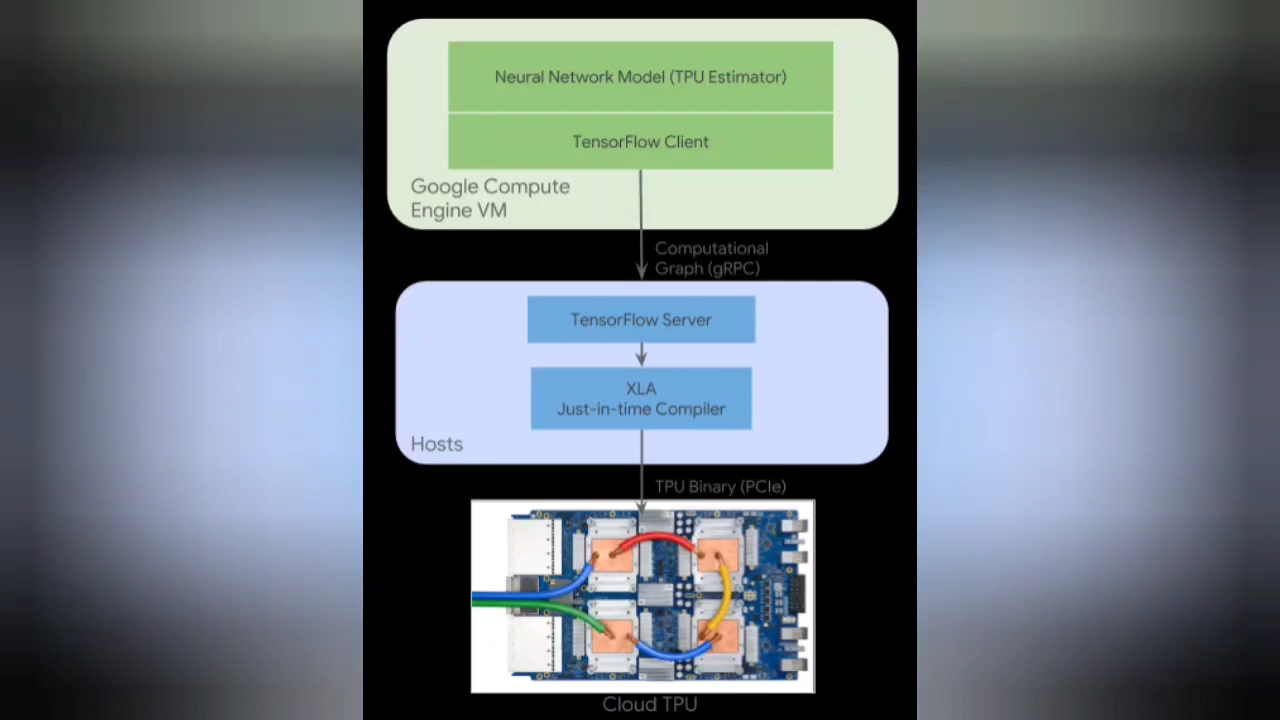 Neural Network Model (TPU Estimator)
TensorFlow Client
Google Compute
Engine VM
Computational
Graph (gRPC)
TensorFlow Server
XLA
Just-in-time Compiler
Hosts
TPU Binary (PCIe)
Cloud TPU